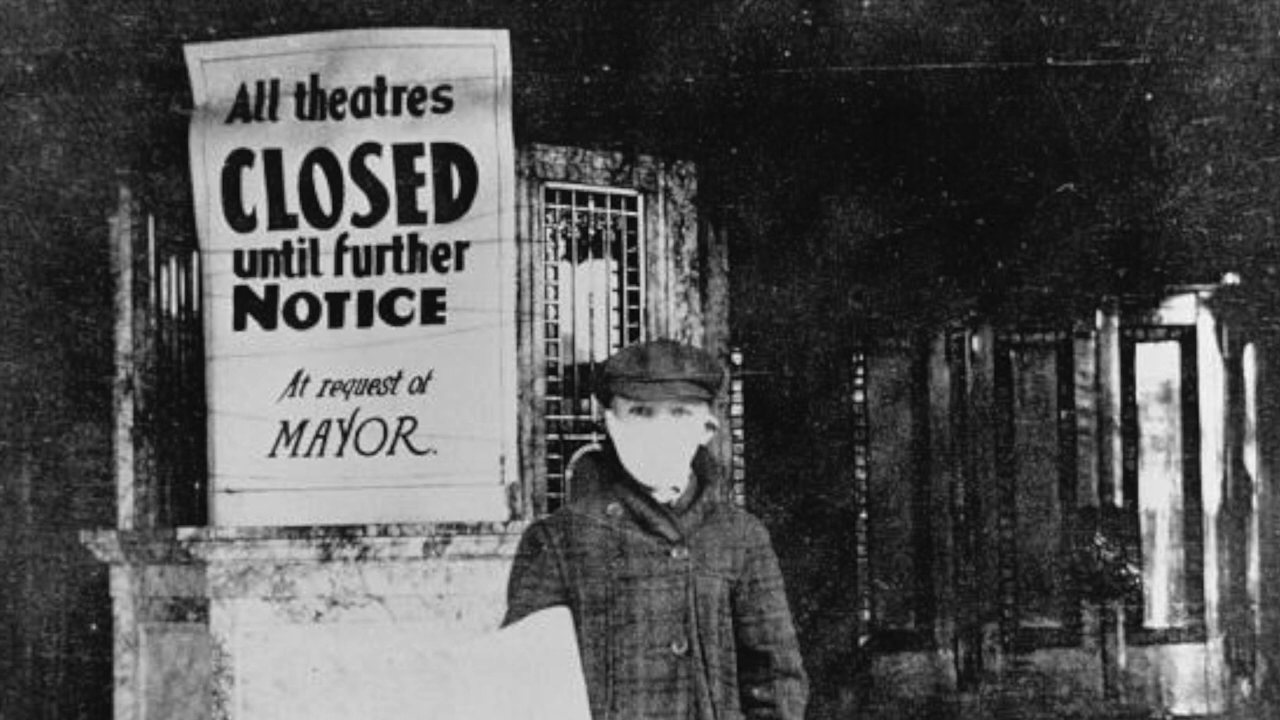 All theatres
CLOSED
until further
NOTICE
At request of
MAYOR.